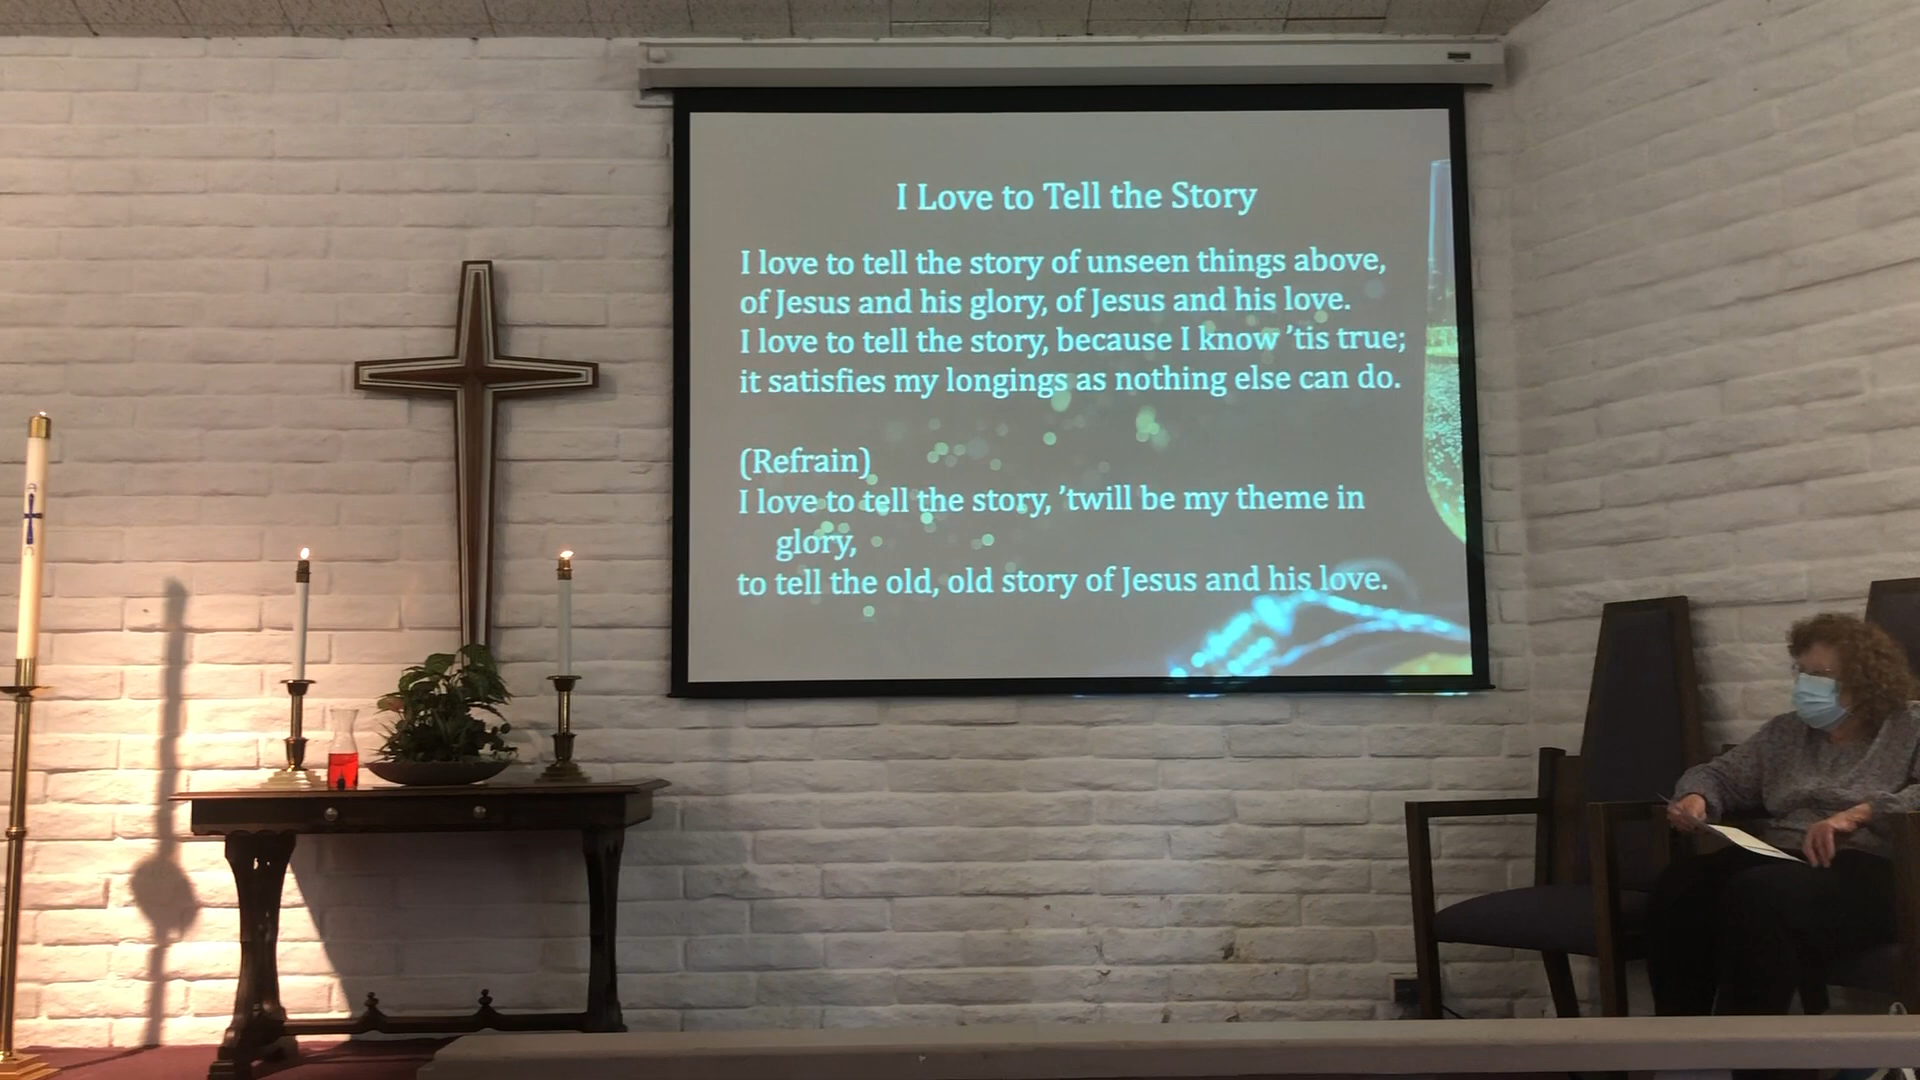 I Love to Tell the Story
I love to tell the story of unseen things above,
of Jesus and his glory, of Jesus and his love.
I love to tell the story, because I know ’tis true;
it satisfies my longings as nothing else can do.
(Refrain)
I love to tell the story, ’twill be my theme in
glory,
to tell the old, old story of Jesus and his love.